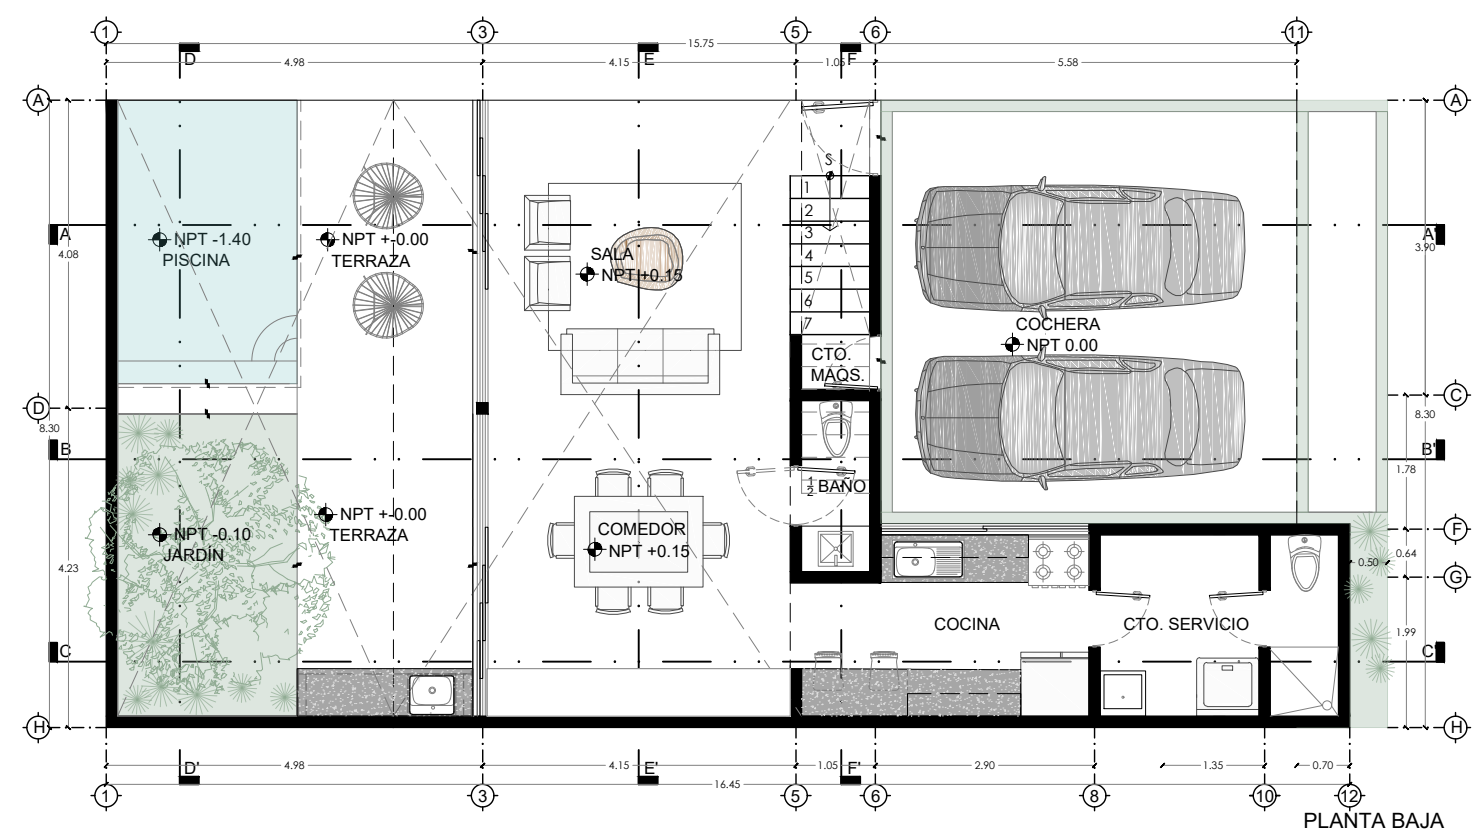 1 3 5 6 11
D E F
15.75
4.98 4.15 1.05 5.58
A A
S
1
2
3
4
5
6
7
A NPT -1.40 NPT +-0.00 A'
PISCINA TERRAZA
4.08 3.90
SALA
NPT +0.15
COCHERA
NPT 0.00
CTO.
MAQS.
D C
8.30 8.30
B B'
1.78
1/2 BAÑO
NPT -0.10 NPT +-0.00
JARDÍN TERRAZA
COMEDOR
NPT +0.15
F
0.64
0.50
4.23 G
COCINA CTO. SERVICIO
1.99
C C'
H H
D' E' F'
4.98 4.15 1.05 2.90 1.35 0.70
16.45
1 3 5 6 8 10 12
PLANTA BAJA